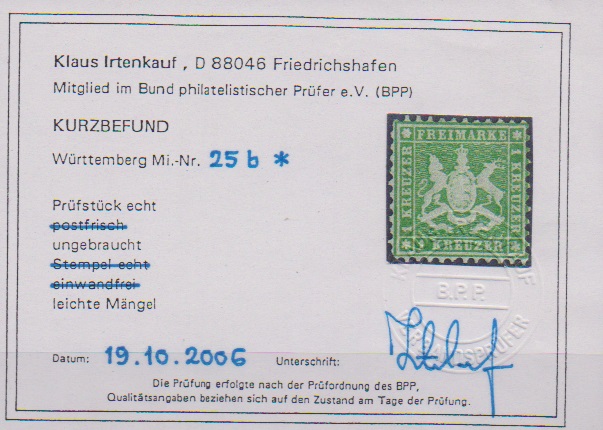 Klaus Irtenkauf , D 88046 Friedrichshafen
Mitglied im Bund philatelistischer Prüfer e.V. (BPP)
KURZBEFUND
Württemberg Mi.-Nr. 25 b *
Prüfstück echt
postfrisch
ungebraucht
Stempel echt
einwandfrei
leichte Mängel
FREIMARKE
1 KREUZER
1 KREUZER
KREUZER
B.P.P.
Datum: 19.10.2006 Unterschrift:
Die Prüfung erfolgte nach der Prüfordnung des BPP,
Qualitätsangaben beziehen sich auf den Zustand am Tage der Prüfung.